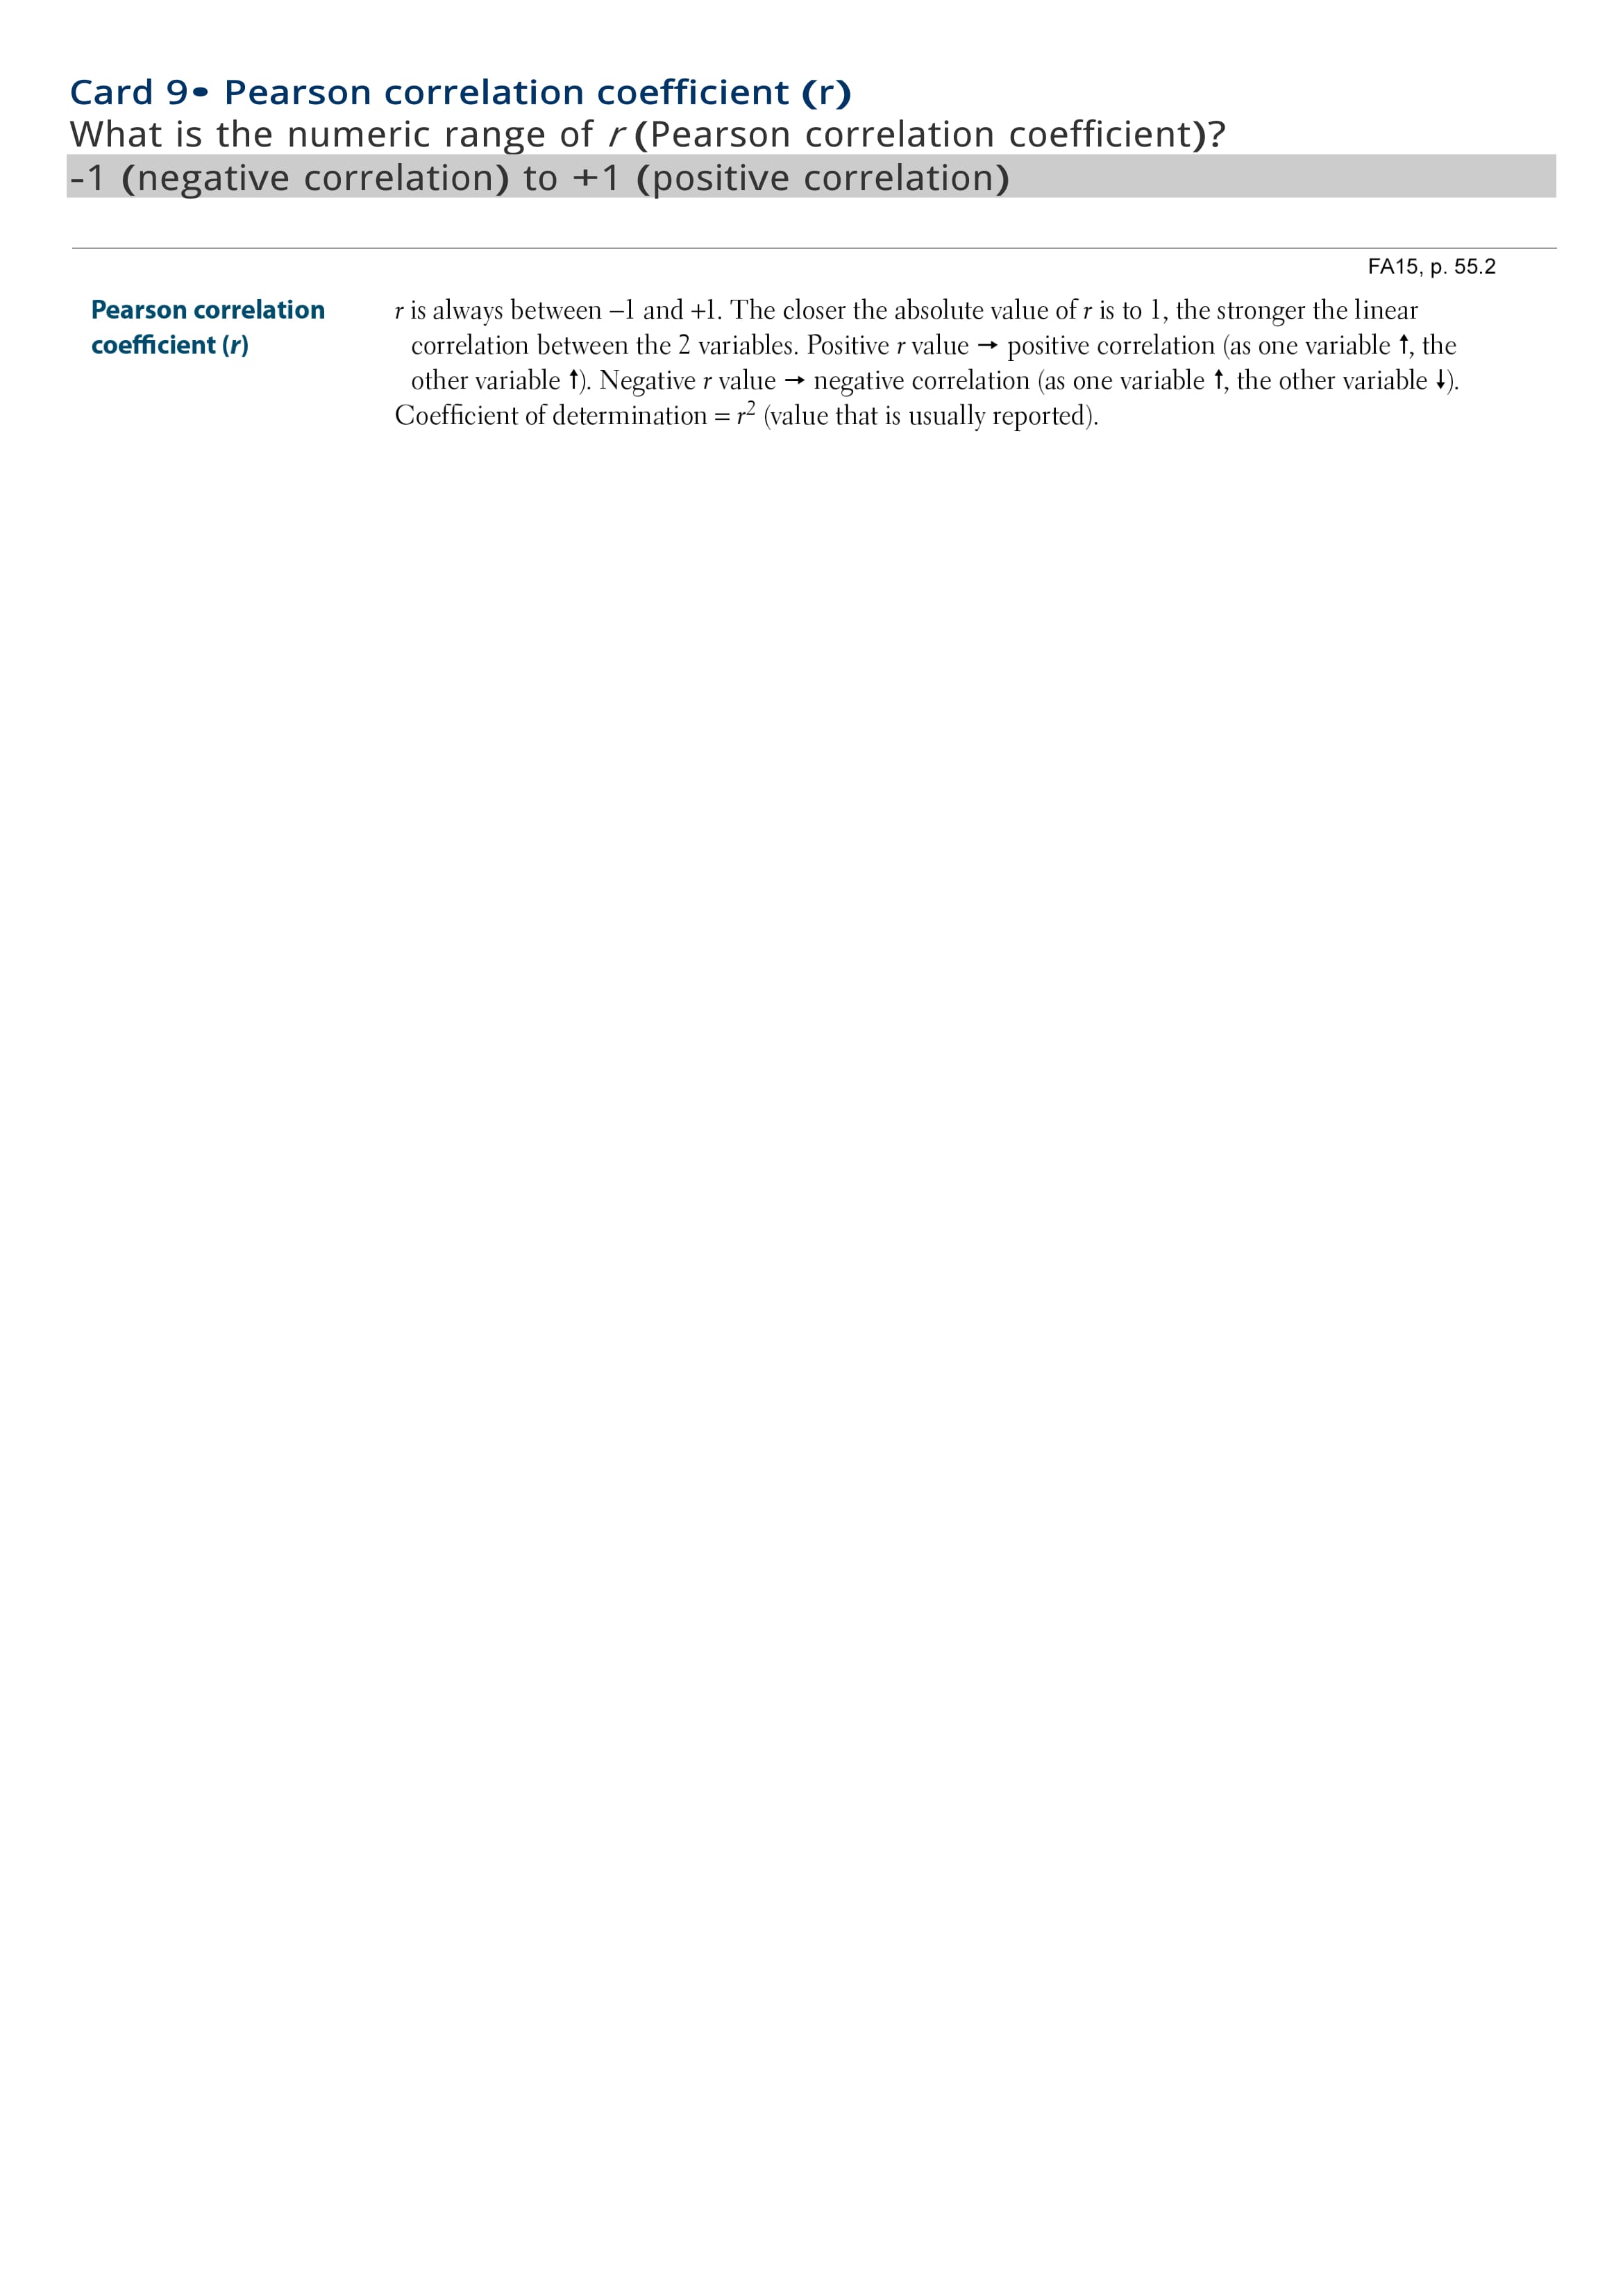 Card 9• Pearson correlation coefficient (r)
What is the numeric range of r (Pearson correlation coefficient)?
-1 (negative correlation) to +1 (positive correlation)
FA15, p. 55.2
Pearson correlation
coefficient (r)
r is always between −1 and +1. The closer the absolute value of r is to 1, the stronger the linear
correlation between the 2 variables. Positive r value → positive correlation (as one variable ↑, the
other variable ↑). Negative r value → negative correlation (as one variable ↑, the other variable ↓).
Coefficient of determination = r² (value that is usually reported).